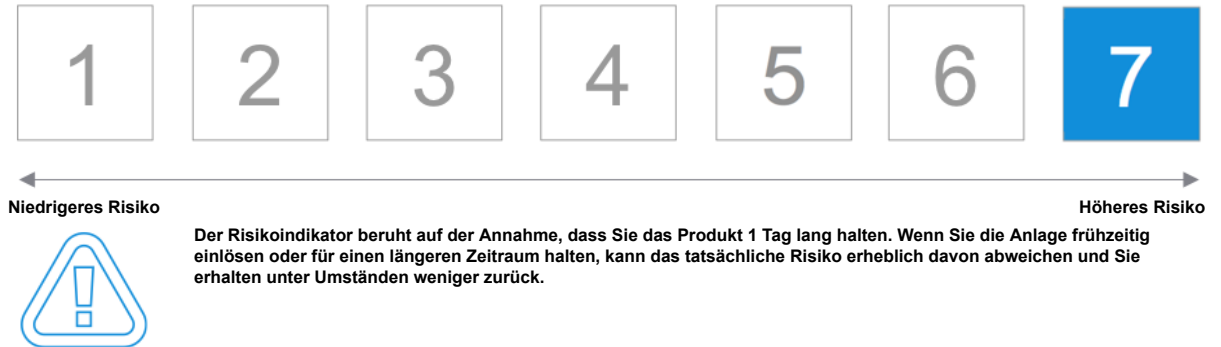 1 2 3 4 5 6 7
Niedrigeres Risiko Höheres Risiko
Der Risikoindikator beruht auf der Annahme, dass Sie das Produkt 1 Tag lang halten. Wenn Sie die Anlage frühzeitig
einlösen oder für einen längeren Zeitraum halten, kann das tatsächliche Risiko erheblich davon abweichen und Sie
erhalten unter Umständen weniger zurück.